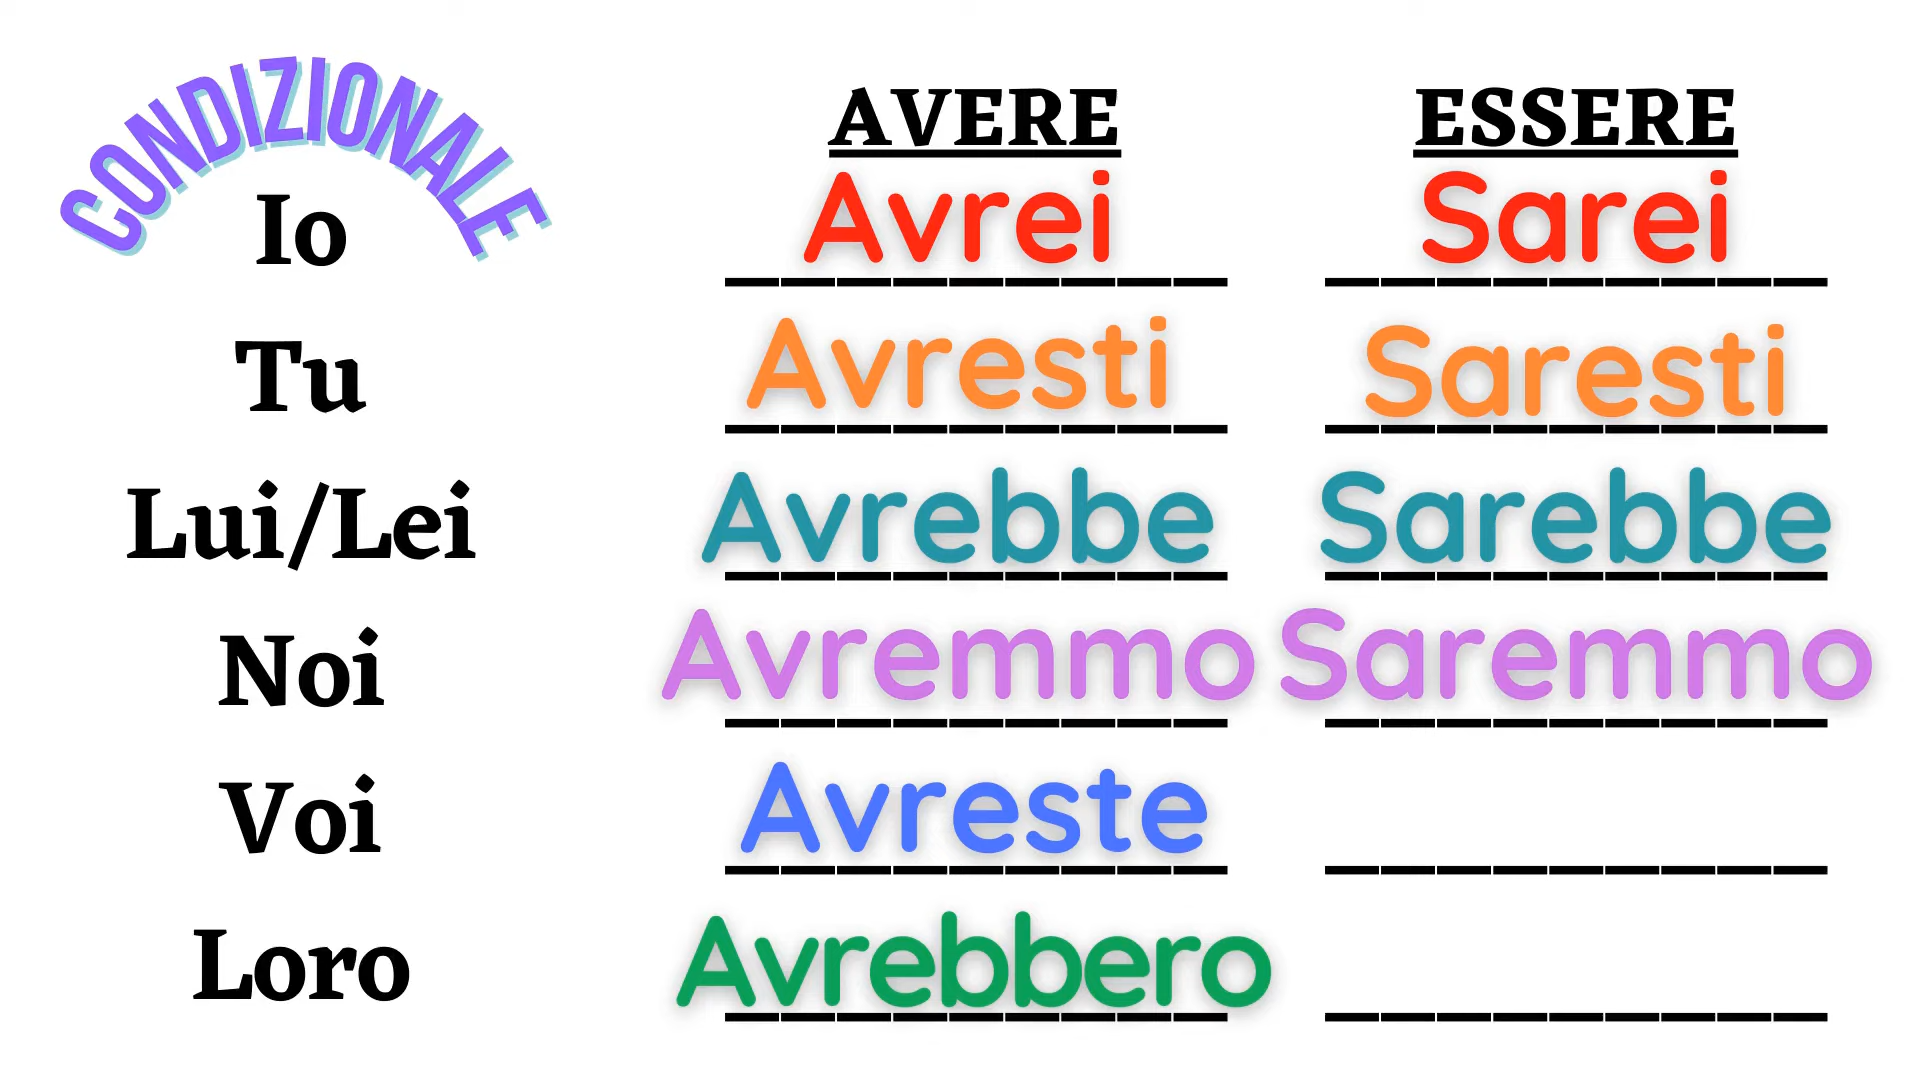 CONDIZIONALE
AVERE ESSERE
Io Avrei Sarei
Tu Avresti Saresti
Lui/Lei Avrebbe Sarebbe
Noi Avremmo Saremmo
Voi Avreste
Loro Avrebbero